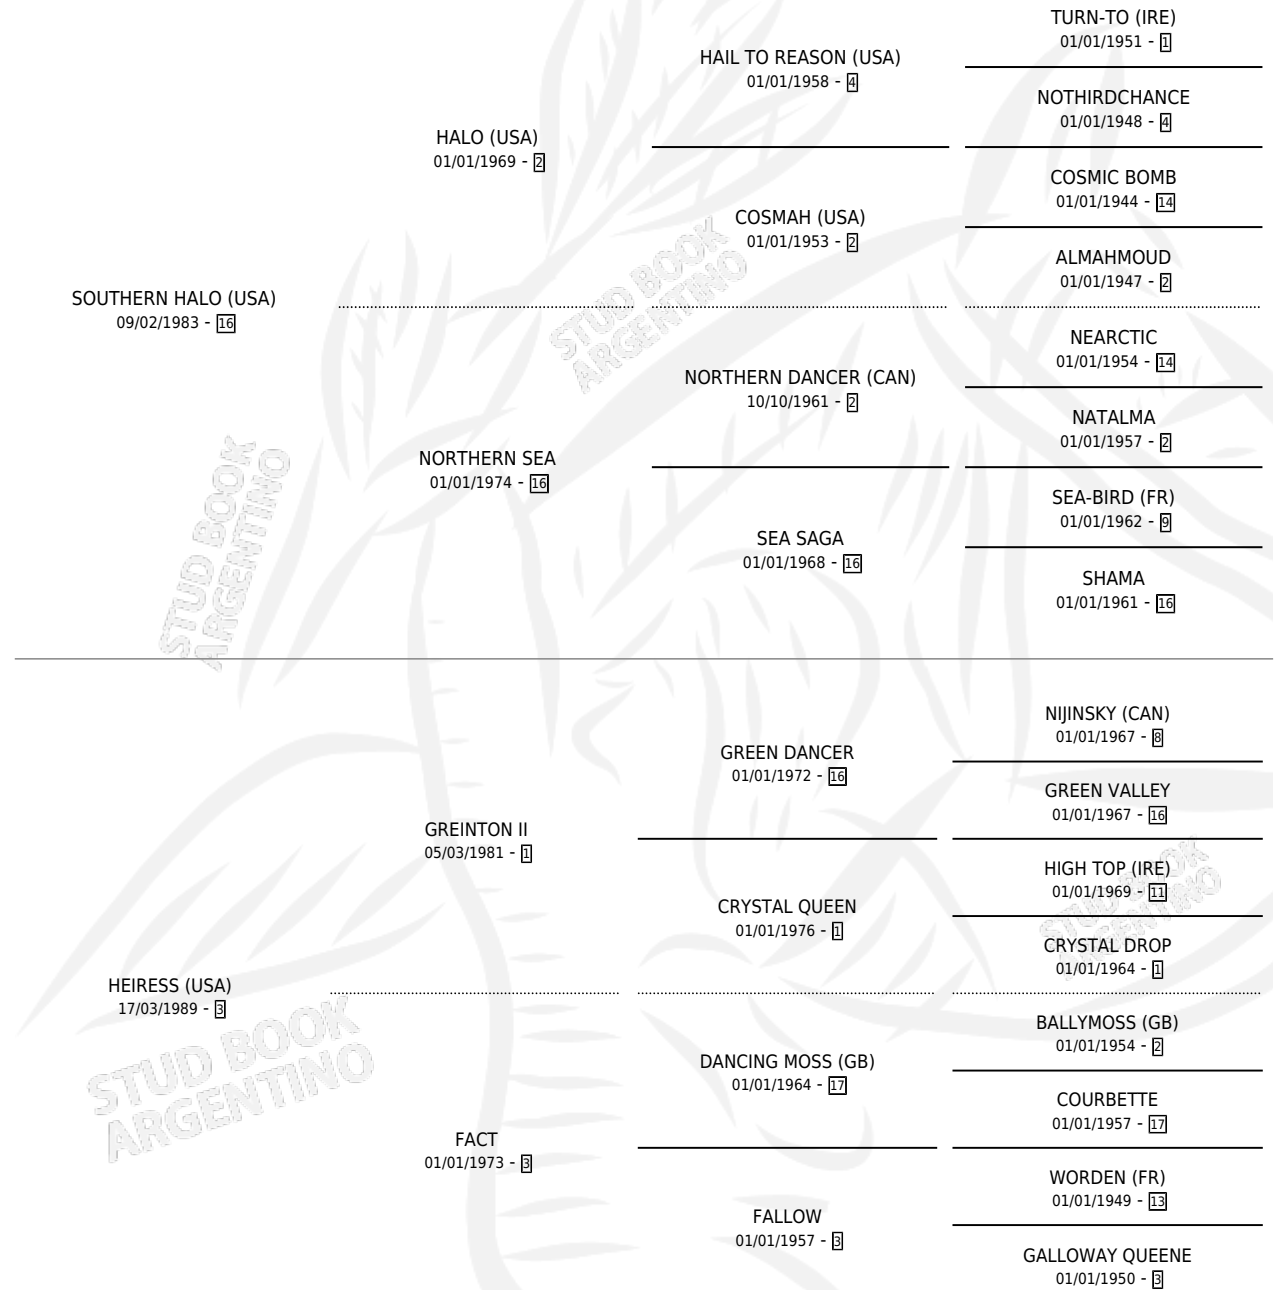 TURN-TO (IRE)
01/01/1951 - 1
HAIL TO REASON (USA)
01/01/1958 - 4
NOTHIRDCHANCE
01/01/1948 - 4
HALO (USA)
01/01/1969 - 2
COSMIC BOMB
01/01/1944 - 14
COSMAH (USA)
01/01/1953 - 2
ALMAHMOUD
01/01/1947 - 2
SOUTHERN HALO (USA)
09/02/1983 - 16
STUD BOOK
ARGENTINO
NEARCTIC
01/01/1954 - 14
NORTHERN DANCER (CAN)
10/10/1961 - 2
NATALMA
01/01/1957 - 2
NORTHERN SEA
01/01/1974 - 16
STUD BOOK
ARGENTINO
SEA-BIRD (FR)
01/01/1962 - 9
SEA SAGA
01/01/1968 - 16
SHAMA
01/01/1961 - 16
NIJINSKY (CAN)
01/01/1967 - 8
GREEN DANCER
01/01/1972 - 16
GREEN VALLEY
01/01/1967 - 16
GREINTON II
05/03/1981 - 1
HIGH TOP (IRE)
01/01/1969 - 11
STUD BOOK
ARGENTINO
CRYSTAL QUEEN
01/01/1976 - 1
CRYSTAL DROP
01/01/1964 - 1
HEIRESS (USA)
17/03/1989 - 3
STUD BOOK
ARGENTINO
BALLYMOSS (GB)
01/01/1954 - 2
DANCING MOSS (GB)
01/01/1964 - 17
COURBETTE
01/01/1957 - 17
FACT
01/01/1973 - 3
WORDEN (FR)
01/01/1949 - 13
FALLOW
01/01/1957 - 3
GALLOWAY QUEENE
01/01/1950 - 3